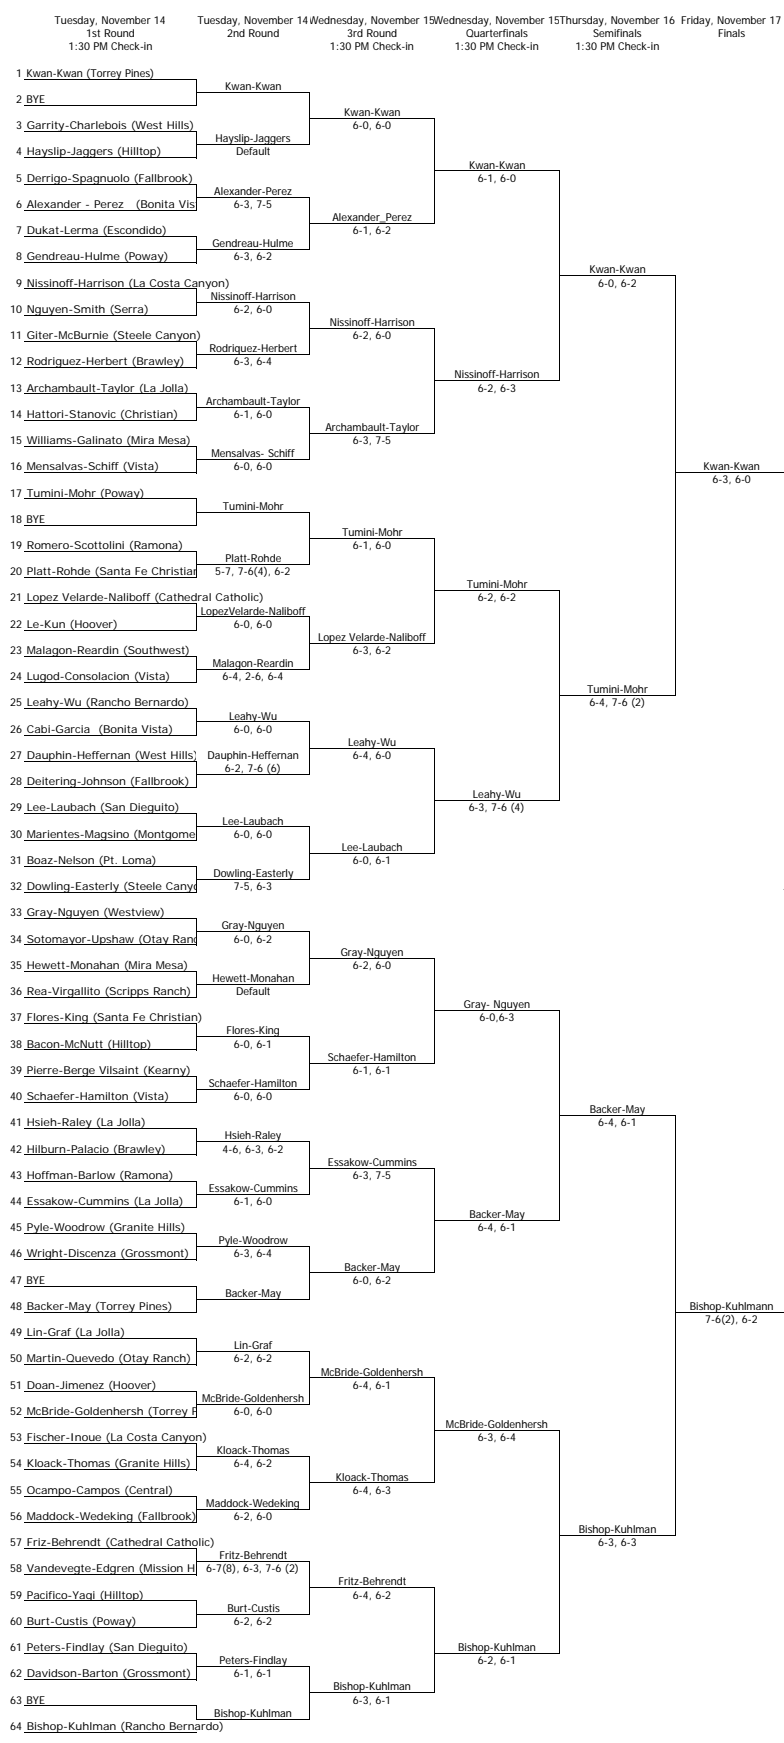 Tuesday, November 14
1st Round
1:30 PM Check-in
Tuesday, November 14
2nd Round
Wednesday, November 15
3rd Round
1:30 PM Check-in
Wednesday, November 15
Quarterfinals
1:30 PM Check-in
Thursday, November 16
Semifinals
1:30 PM Check-in
Friday, November 17
Finals
1 Kwan-Kwan (Torrey Pines)
2 BYE
3 Garrity-Charlebois (West Hills)
4 Hayslip-Jaggers (Hilltop)
5 Derrigo-Spagnuolo (Fallbrook)
6 Alexander - Perez (Bonita Vis
7 Dukat-Lerma (Escondido)
8 Gendreau-Hulme (Poway)
9 Nissinoff-Harrison (La Costa Canyon)
10 Nguyen-Smith (Serra)
11 Giter-McBurnie (Steele Canyon)
12 Rodriguez-Herbert (Brawley)
13 Archambault-Taylor (La Jolla)
14 Hattori-Stanovic (Christian)
15 Williams-Galinato (Mira Mesa)
16 Mensalvas-Schiff (Vista)
17 Tumini-Mohr (Poway)
18 BYE
19 Romero-Scottolini (Ramona)
20 Platt-Rohde (Santa Fe Christian
21 Lopez Velarde-Naliboff (Cathedral Catholic)
22 Le-Kun (Hoover)
23 Malagon-Reardin (Southwest)
24 Lugod-Consolacion (Vista)
25 Leahy-Wu (Rancho Bernardo)
26 Cabi-Garcia (Bonita Vista)
27 Dauphin-Heffernan (West Hills)
28 Deitering-Johnson (Fallbrook)
29 Lee-Laubach (San Dieguito)
30 Marientes-Magsino (Montgome
31 Boaz-Nelson (Pt. Loma)
32 Dowling-Easterly (Steele Canyo
33 Gray-Nguyen (Westview)
34 Sotomayor-Upshaw (Otay Ranc
35 Hewett-Monahan (Mira Mesa)
36 Rea-Virgallito (Scripps Ranch)
37 Flores-King (Santa Fe Christian)
38 Bacon-McNutt (Hilltop)
39 Pierre-Berge Vilsaint (Kearny)
40 Schaefer-Hamilton (Vista)
41 Hsieh-Raley (La Jolla)
42 Hilburn-Palacio (Brawley)
43 Hoffman-Barlow (Ramona)
44 Essakow-Cummins (La Jolla)
45 Pyle-Woodrow (Granite Hills)
46 Wright-Discenza (Grossmont)
47 BYE
48 Backer-May (Torrey Pines)
49 Lin-Graf (La Jolla)
50 Martin-Quevedo (Otay Ranch)
51 Doan-Jimenez (Hoover)
52 McBride-Goldenhersh (Torrey P
53 Fischer-Inoue (La Costa Canyon)
54 Kloack-Thomas (Granite Hills)
55 Ocampo-Campos (Central)
56 Maddock-Wedeking (Fallbrook)
57 Friz-Behrendt (Cathedral Catholic)
58 Vandevegte-Edgren (Mission H
59 Pacifico-Yagi (Hilltop)
60 Burt-Custis (Poway)
61 Peters-Findlay (San Dieguito)
62 Davidson-Barton (Grossmont)
63 BYE
64 Bishop-Kuhlman (Rancho Bernardo)
Kwan-Kwan
Hayslip-Jaggers
Default
Alexander-Perez
6-3, 7-5
Gendreau-Hulme
6-3, 6-2
Nissinoff-Harrison
6-2, 6-0
Rodriquez-Herbert
6-3, 6-4
Archambault-Taylor
6-1, 6-0
Mensalvas- Schiff
6-0, 6-0
Tumini-Mohr
Platt-Rohde
5-7, 7-6(4), 6-2
LopezVelarde-Naliboff
6-0, 6-0
Malagon-Reardin
6-4, 2-6, 6-4
Leahy-Wu
6-0, 6-0
Dauphin-Heffernan
6-2, 7-6 (6)
Lee-Laubach
6-0, 6-0
Dowling-Easterly
7-5, 6-3
Gray-Nguyen
6-0, 6-2
Hewett-Monahan
Default
Flores-King
6-0, 6-1
Schaefer-Hamilton
6-0, 6-0
Hsieh-Raley
4-6, 6-3, 6-2
Essakow-Cummins
6-1, 6-0
Pyle-Woodrow
6-3, 6-4
Backer-May
Lin-Graf
6-2, 6-2
McBride-Goldenhersh
6-0, 6-0
Kloack-Thomas
6-4, 6-2
Maddock-Wedeking
6-2, 6-0
Fritz-Behrendt
6-7(8), 6-3, 7-6 (2)
Burt-Custis
6-2, 6-2
Peters-Findlay
6-1, 6-1
Bishop-Kuhlman
Kwan-Kwan
6-0, 6-0
Alexander_Perez
6-1, 6-2
Nissinoff-Harrison
6-2, 6-0
Archambault-Taylor
6-3, 7-5
Tumini-Mohr
6-1, 6-0
Lopez Velarde-Naliboff
6-3, 6-2
Leahy-Wu
6-4, 6-0
Lee-Laubach
6-0, 6-1
Gray-Nguyen
6-2, 6-0
Schaefer-Hamilton
6-1, 6-1
Essakow-Cummins
6-3, 7-5
Backer-May
6-0, 6-2
McBride-Goldenhersh
6-4, 6-1
Kloack-Thomas
6-4, 6-3
Fritz-Behrendt
6-4, 6-2
Bishop-Kuhlman
6-3, 6-1
Kwan-Kwan
6-1, 6-0
Nissinoff-Harrison
6-2, 6-3
Tumini-Mohr
6-2, 6-2
Leahy-Wu
6-3, 7-6 (4)
Gray- Nguyen
6-0,6-3
Backer-May
6-4, 6-1
McBride-Goldenhersh
6-3, 6-4
Bishop-Kuhlman
6-2, 6-1
Kwan-Kwan
6-0, 6-2
Tumini-Mohr
6-4, 7-6 (2)
Backer-May
6-4, 6-1
Bishop-Kuhlman
6-3, 6-3
Kwan-Kwan
6-3, 6-0
Bishop-Kuhlmann
7-6(2), 6-2